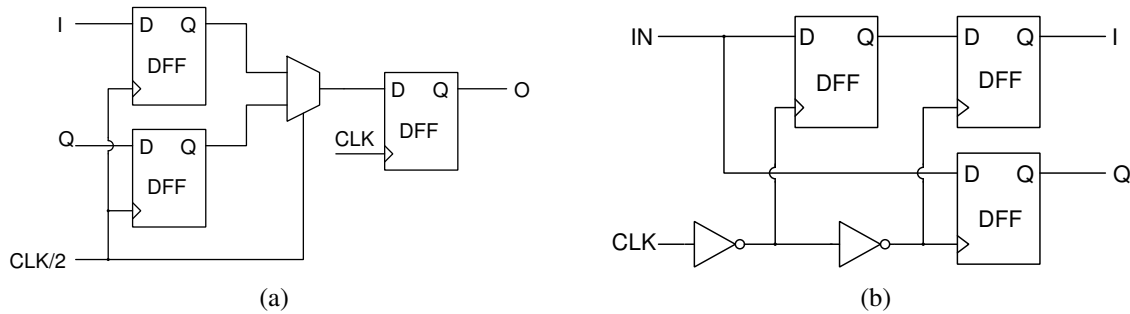 I
D Q
DFF
Q
D Q
DFF
CLK/2
D Q
DFF
CLK
O
(a)
IN
D Q
DFF
D Q
DFF
I
D Q
DFF
Q
CLK
(b)